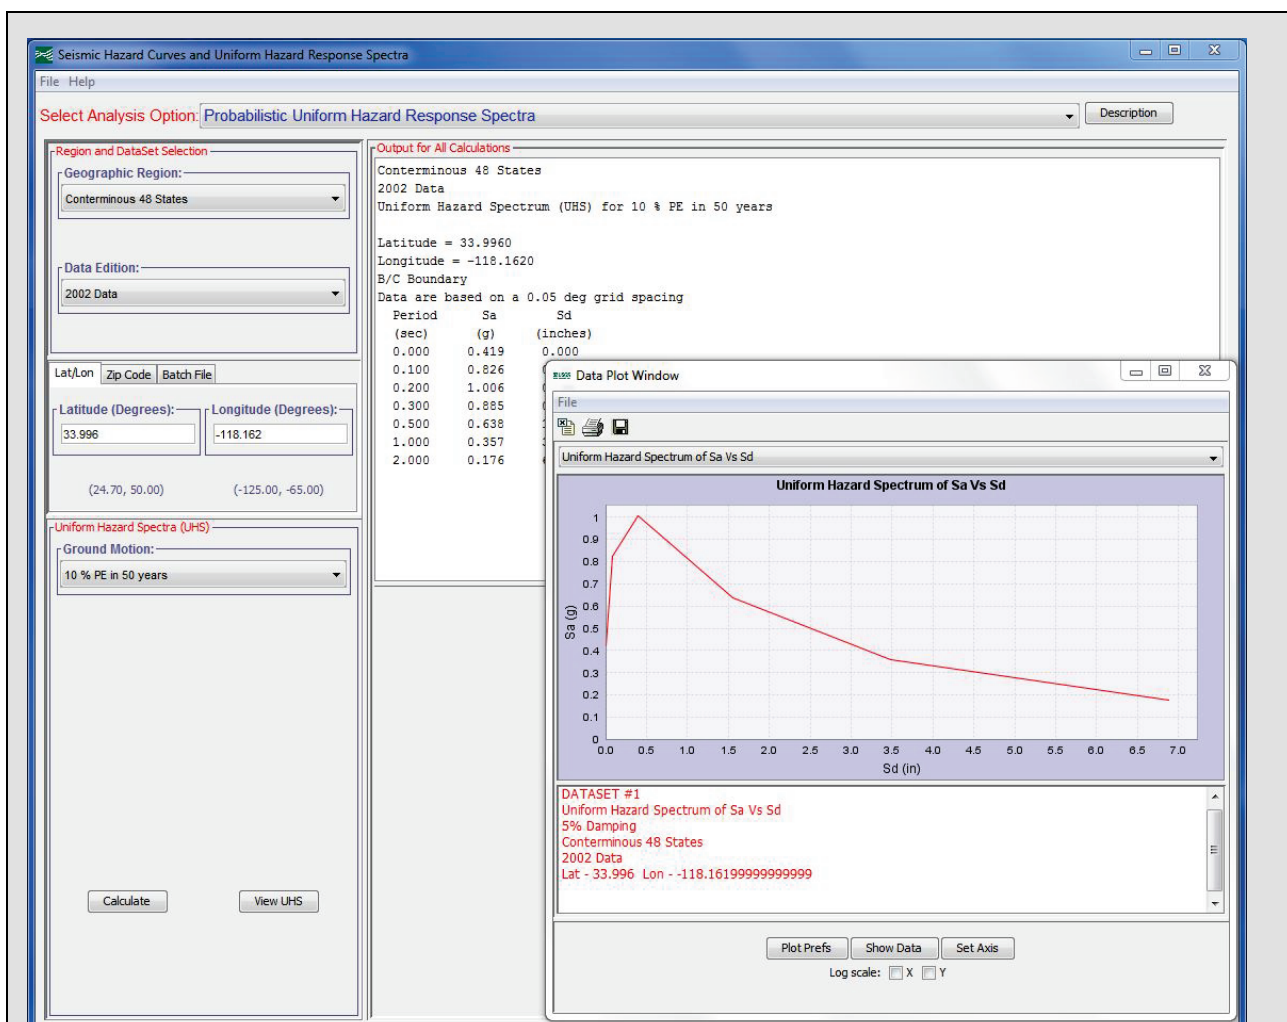 Seismic Hazard Curves and Uniform Hazard Response Spectra
File Help
Select Analysis Option: Probabilistic Uniform Hazard Response Spectra
Description
Region and DataSet Selection
Geographic Region:
Conterminous 48 States
Data Edition:
2002 Data
Lat/Lon Zip Code Batch File
Latitude (Degrees): Longitude (Degrees):
33.996 -118.162
(24.70, 50.00) (-125.00, -65.00)
Uniform Hazard Spectra (UHS)
Ground Motion:
10 % PE in 50 years
Calculate View UHS
Output for All Calculations
Conterminous 48 States
2002 Data
Uniform Hazard Spectrum (UHS) for 10 % PE in 50 years
Latitude = 33.9960
Longitude = -118.1620
B/C Boundary
Data are based on a 0.05 deg grid spacing
Period Sa Sd
(sec) (g) (inches)
0.000 0.419 0.000
0.100 0.826
0.200 1.006
0.300 0.885
0.500 0.638
1.000 0.357
2.000 0.176
Data Plot Window
File
Uniform Hazard Spectrum of Sa Vs Sd
Uniform Hazard Spectrum of Sa Vs Sd
1
0.9
0.8
0.7
0.6
0.5
0.4
0.3
0.2
0.1
0
Sa (g)
0.0 0.5 1.0 1.5 2.0 2.5 3.0 3.5 4.0 4.5 5.0 5.5 6.0 6.5 7.0
Sd (in)
DATASET #1
Uniform Hazard Spectrum of Sa Vs Sd
5% Damping
Conterminous 48 States
2002 Data
Lat - 33.996 Lon - -118.16199999999999
Plot Prefs Show Data Set Axis
Log scale: X Y